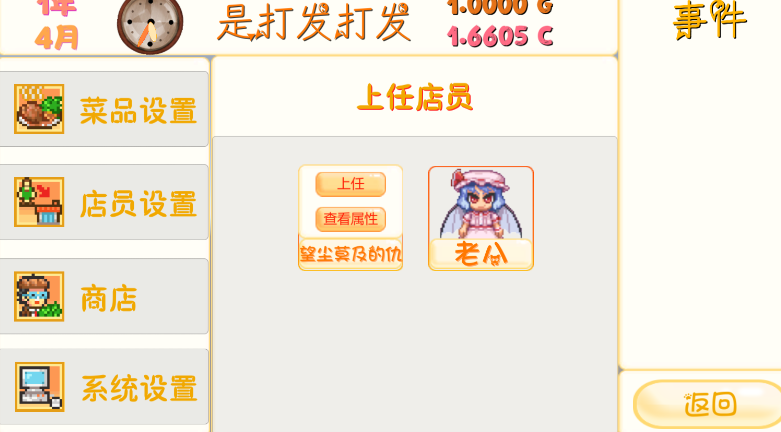 1年
4月
是打发打发
1.0000 G
1.6605 C
事件
菜品设置
店员设置
商店
系统设置
上任店员
上任
查看属性
望尘莫及的仇
老公
返回